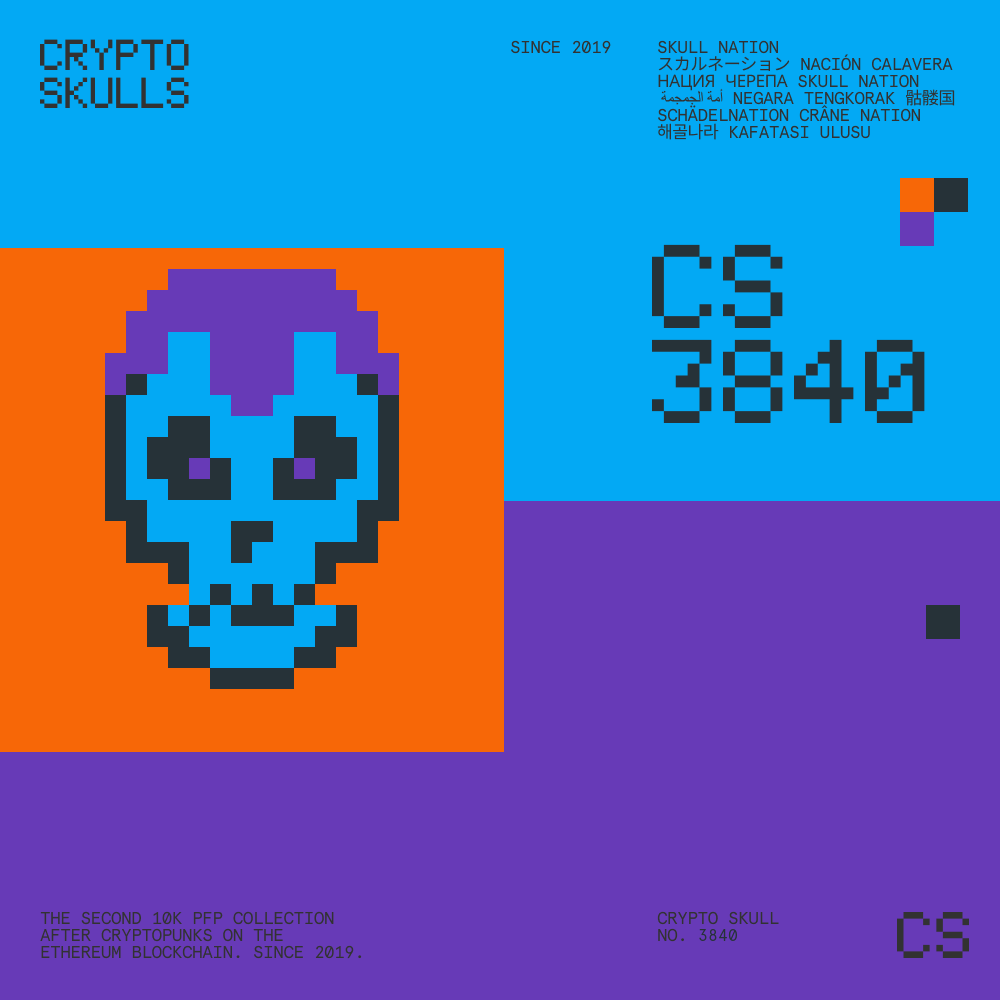 CRYPTO
SKULLS
SINCE 2019
SKULL NATION
スカルネーション NACIÓN CALAVERA
НАЦИЯ ЧЕРЕПА SKULL NATION
أمة الجمجمة NEGARA TENGKORAK 骷髅国
SCHÄDELNATION CRÂNE NATION
해골나라 KAFATASI ULUSU
CS
3840
THE SECOND 10K PFP COLLECTION
AFTER CRYPTOPUNKS ON THE
ETHEREUM BLOCKCHAIN. SINCE 2019.
CRYPTO SKULL
NO. 3840
CS